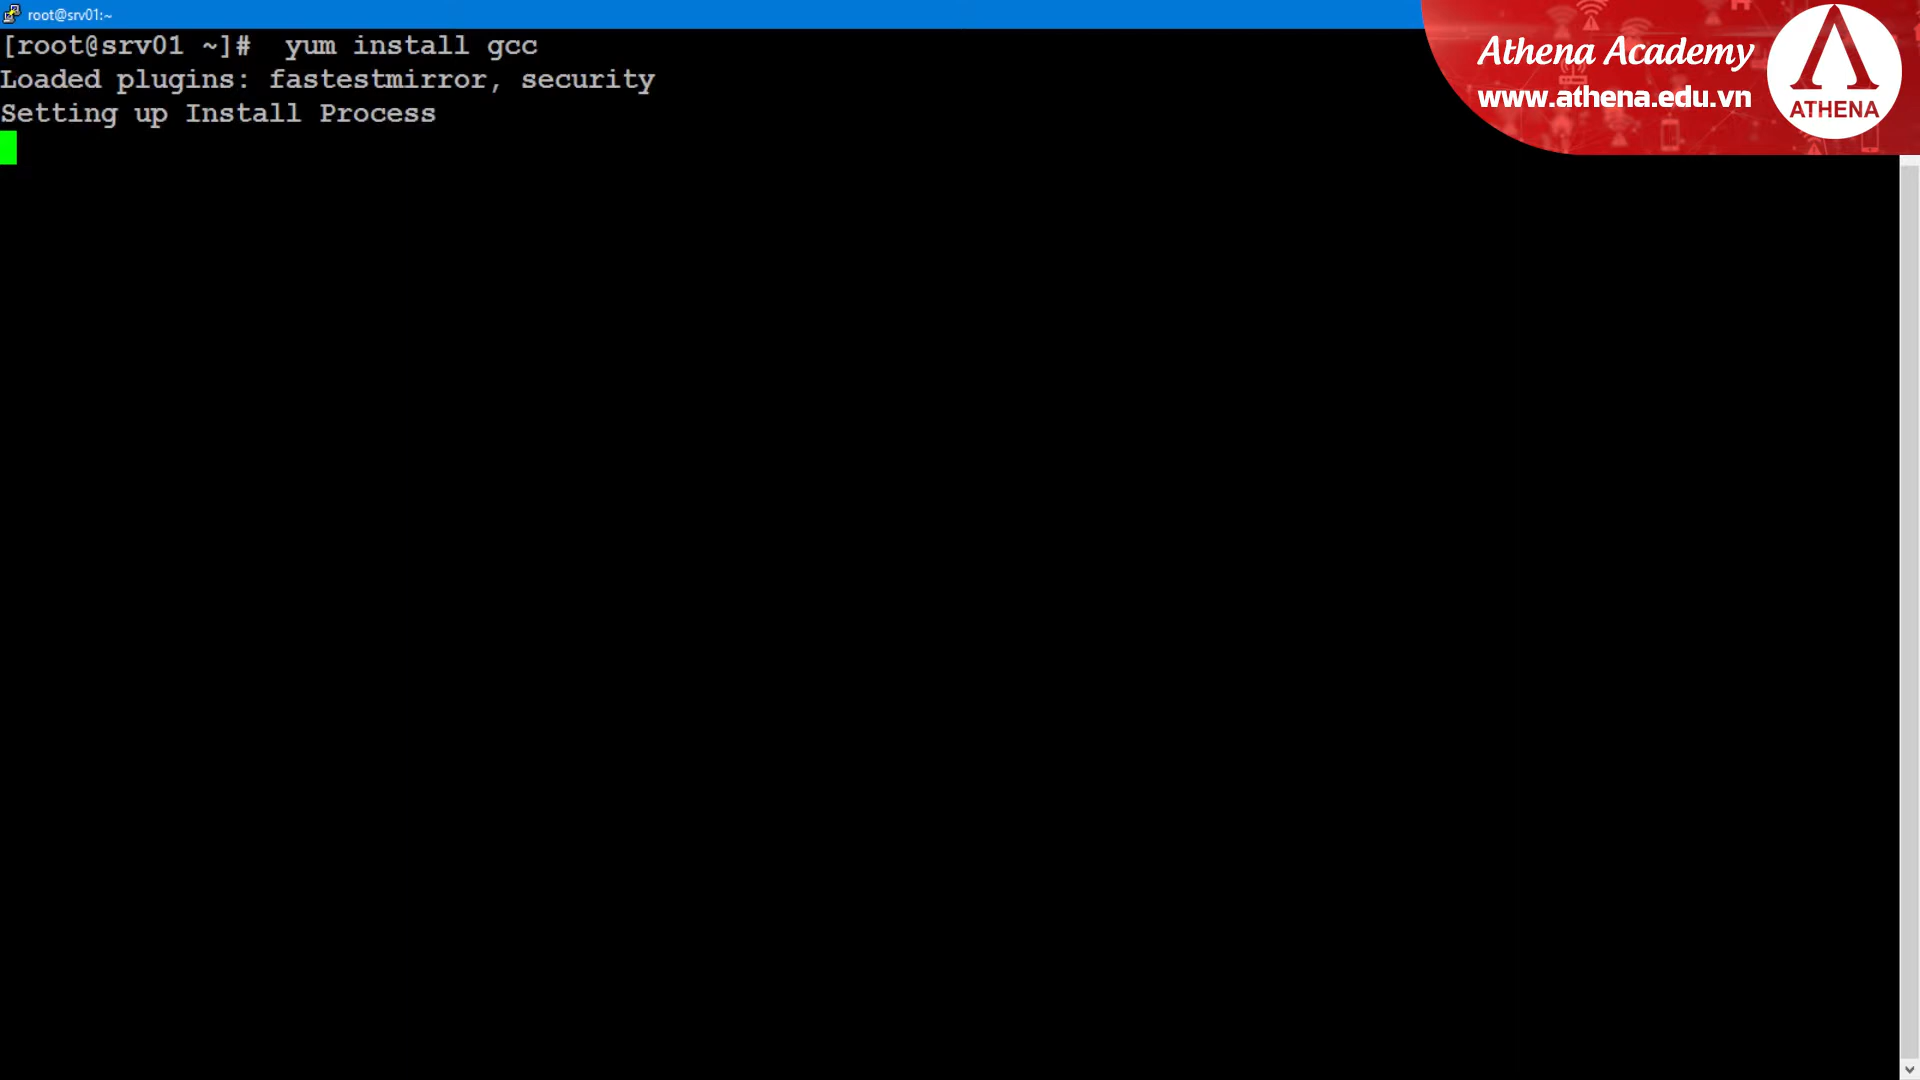 root@srv01:~
[root@srv01 ~]#  yum install gcc
Loaded plugins: fastestmirror, security
Setting up Install Process
Athena Academy
www.athena.edu.vn
ATHENA